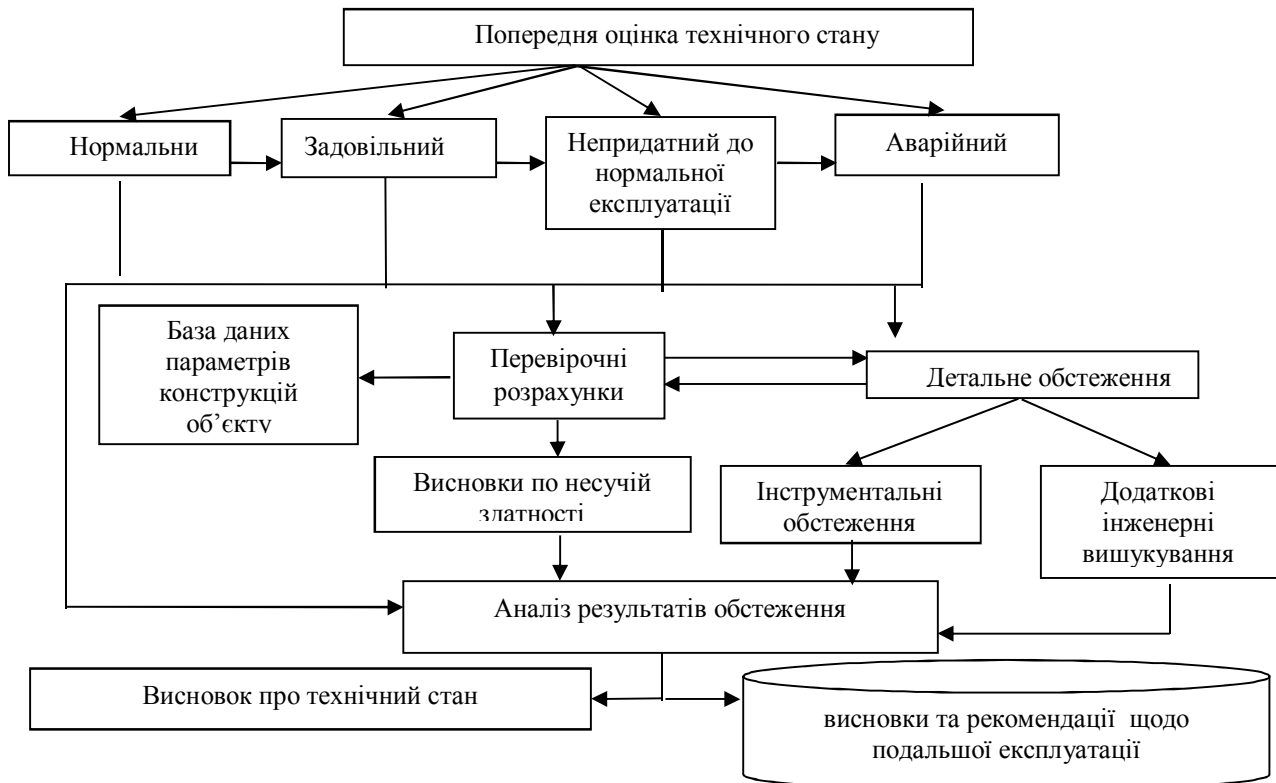 Попередня оцінка технічного стану
Нормальни
Задовільний
Непридатний до
нормальної
експлуатації
Аварійний
База даних
параметрів
конструкцій
об’єкту
Перевірочні
розрахунки
Детальне обстеження
Висновки по несучій
здатності
Інструментальні
обстеження
Додаткові
інженерні
вишукування
Аналіз результатів обстеження
Висновок про технічний стан
висновки та рекомендації щодо
подальшої експлуатації